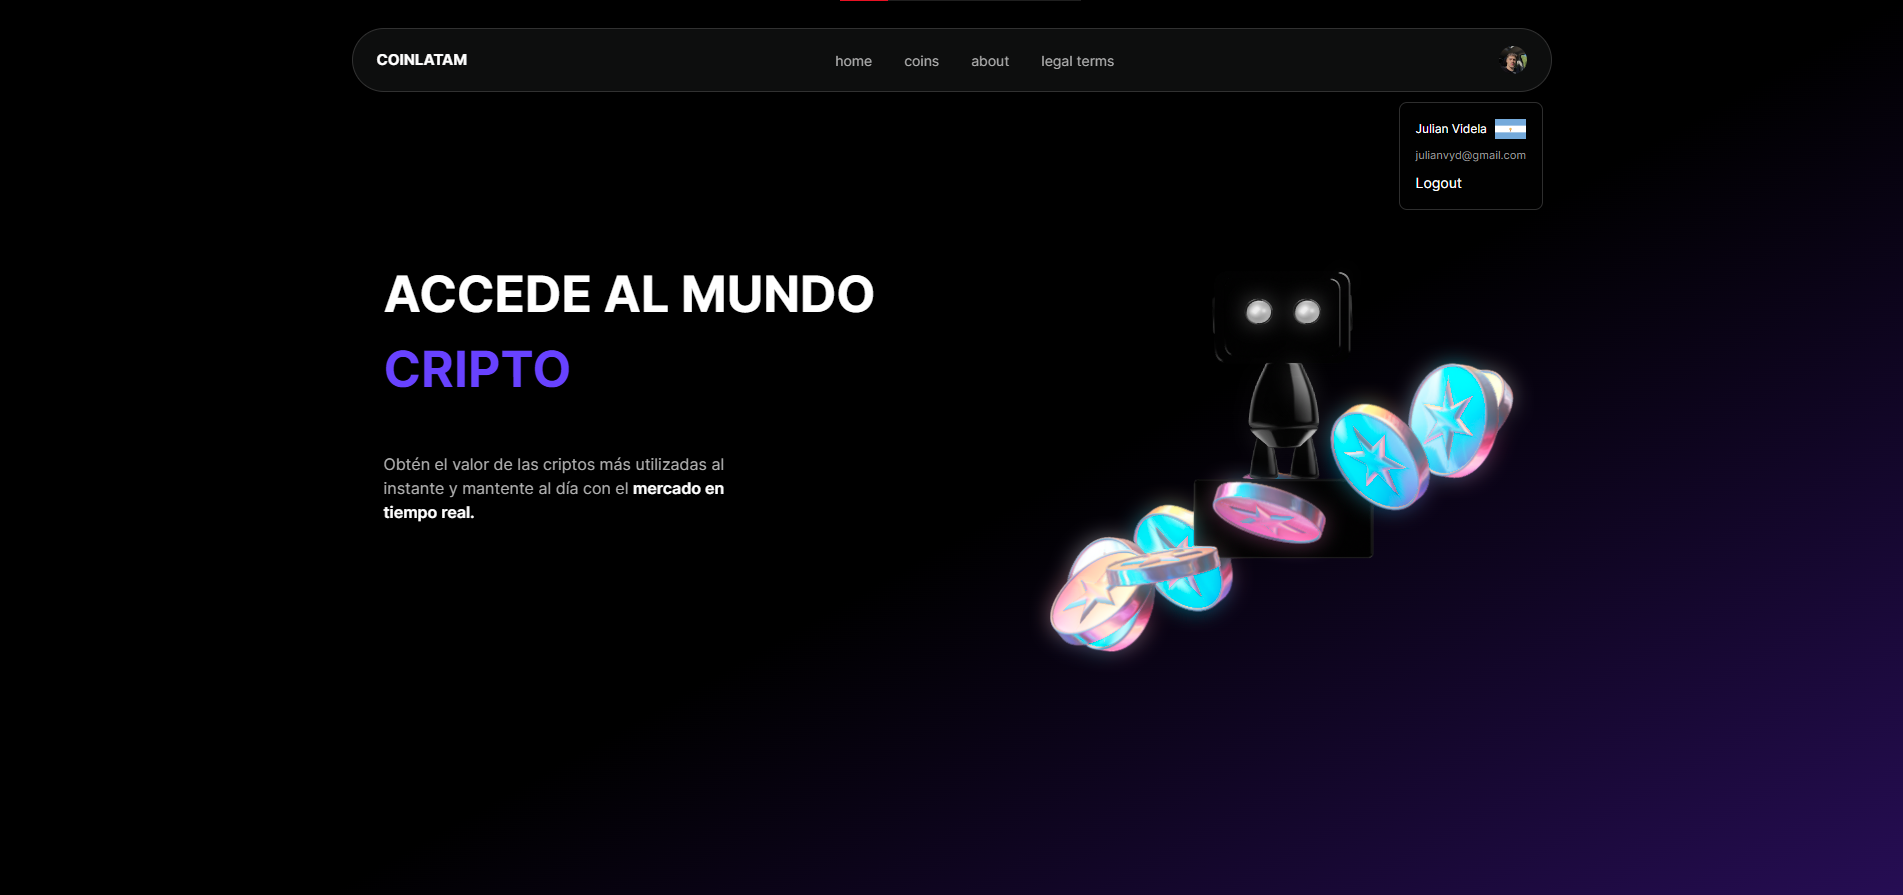 COINLATAM
home
coins
about
legal terms
Julian Videla
julianvyd@gmail.com
Logout
ACCEDE AL MUNDO
CRIPTO
Obtén el valor de las criptos más utilizadas al
instante y mantente al día con el mercado en
tiempo real.